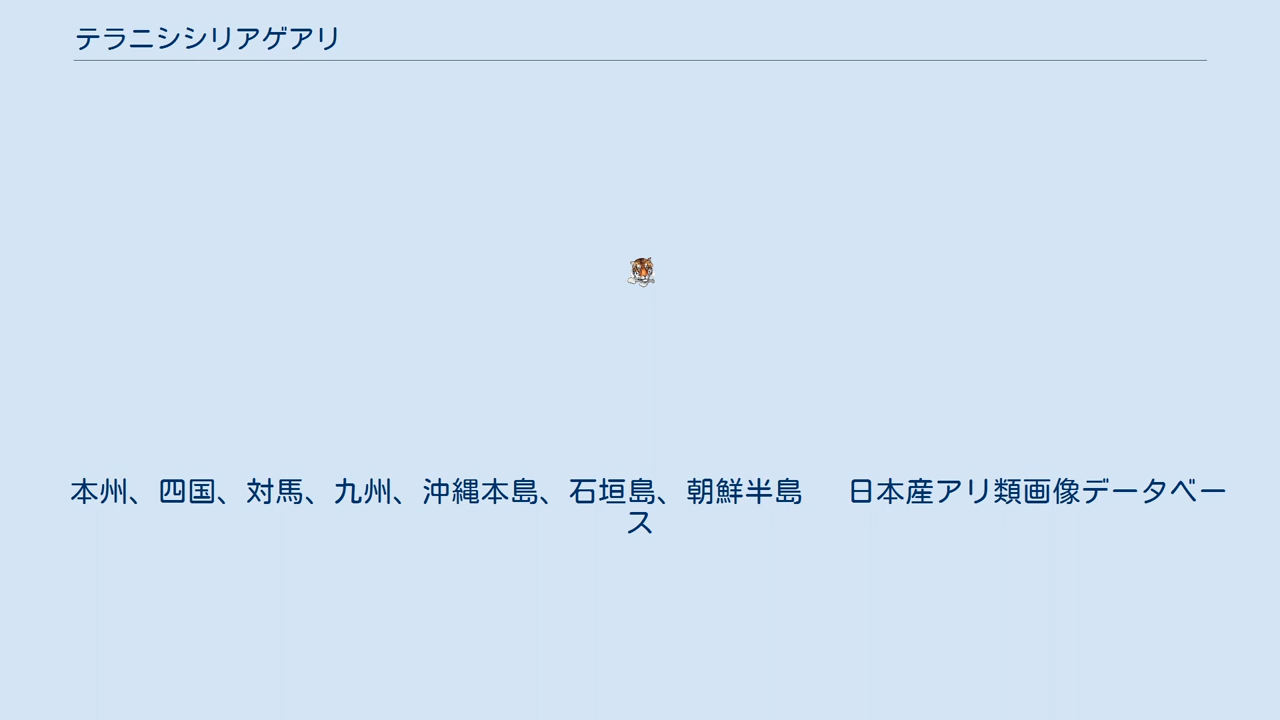 テラニシシリアゲアリ
本州、四国、対馬、九州、沖縄本島、石垣島、朝鮮半島　 日本産アリ類画像データベー
ス